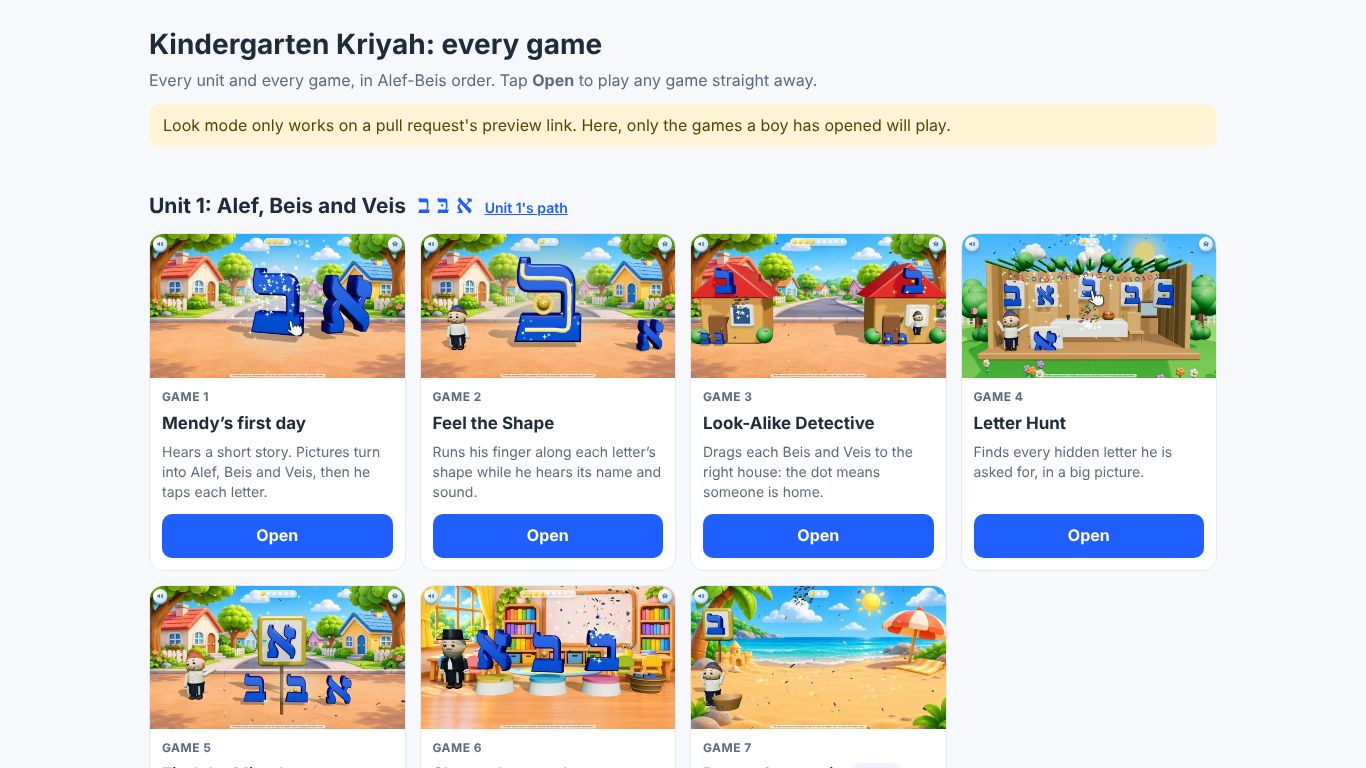 Kindergarten Kriyah: every game
Every unit and every game, in Alef-Beis order. Tap Open to play any game straight away.
Look mode only works on a pull request's preview link. Here, only the games a boy has opened will play.
Unit 1: Alef, Beis and Veis א בּ ב Unit 1's path
GAME 1
Mendy’s first day
Hears a short story. Pictures turn
into Alef, Beis and Veis, then he
taps each letter.
Open
GAME 2
Feel the Shape
Runs his finger along each letter’s
shape while he hears its name and
sound.
Open
GAME 3
Look-Alike Detective
Drags each Beis and Veis to the
right house: the dot means
someone is home.
Open
GAME 4
Letter Hunt
Finds every hidden letter he is
asked for, in a big picture.
Open
GAME 5
GAME 6
GAME 7